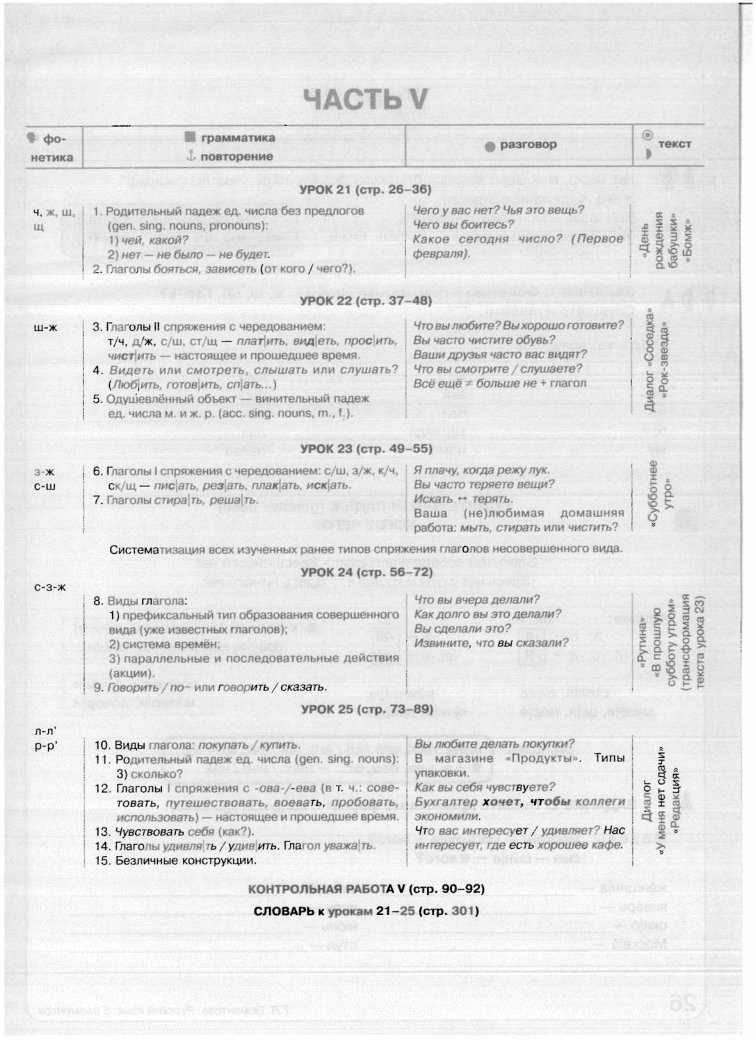 ЧАСТЬ V
фо-
нетика
грамматика
повторение
разговор
текст
УРОК 21 (стр. 26–36)
ч, ж, ш,
щ
1. Родительный падеж ед. числа без предлогов
(gen. sing. nouns, pronouns):
1) чей, какой?
2) нет — не было — не будет.
2. Глаголы бояться, зависеть (от кого / чего?).
Чего у вас нет? Чья это вещь?
Чего вы боитесь?
Какое сегодня число? (Первое
февраля).
«День
рождения
бабушки»
«Бомж»
УРОК 22 (стр. 37–48)
ш-ж
3. Глаголы II спряжения с чередованием:
т/ч, д/ж, с/ш, ст/щ — плат|ить, вид|еть, прос|ить,
чист|ить — настоящее и прошедшее время.
4. Видеть или смотреть, слышать или слушать?
(Люб|ить, готов|ить, сп|ать...)
5. Одушевлённый объект — винительный падеж
ед. числа м. и ж. р. (acc. sing. nouns, m., f.).
Что вы любите? Вы хорошо готовите?
Вы часто чистите обувь?
Ваши друзья часто вас видят?
Что вы смотрите / слушаете?
Всё ещё ≠ больше не + глагол
Диалог «Соседка»
«Рок-звезда»
УРОК 23 (стр. 49–55)
з-ж
с-ш
6. Глаголы I спряжения с чередованием: с/ш, з/ж, к/ч,
ск/щ — пис|ать, рез|ать, плак|ать, иск|ать.
7. Глаголы стира|ть, реша|ть.
Я плачу, когда режу лук.
Вы часто теряете вещи?
Искать ↔ терять.
Ваша (не)любимая домашняя
работа: мыть, стирать или чистить?
«Субботнее
утро»
Систематизация всех изученных ранее типов спряжения глаголов несовершенного вида.
УРОК 24 (стр. 56–72)
с-з-ж
8. Виды глагола:
1) префиксальный тип образования совершенного
вида (уже известных глаголов);
2) система времён;
3) параллельные и последовательные действия
(акции).
9. Говорить / по~ или говорить / сказать.
Что вы вчера делали?
Как долго вы это делали?
Вы сделали это?
Извините, что вы сказали?
«Рутина»
«В прошлую
субботу утром»
(трансформация
текста урока 23)
УРОК 25 (стр. 73–89)
л-л'
р-р'
10. Виды глагола: покупать / купить.
11. Родительный падеж ед. числа (gen. sing. nouns):
3) сколько?
12. Глаголы I спряжения с -ова-/-ева (в т. ч.: сове-
товать, путешествовать, воевать, пробовать,
использовать) — настоящее и прошедшее время.
13. Чувствовать себя (как?).
14. Глаголы удивля|ть / удив|ить. Глагол уважа|ть.
15. Безличные конструкции.
Вы любите делать покупки?
В магазине «Продукты». Типы
упаковки.
Как вы себя чувствуете?
Бухгалтер хочет, чтобы коллеги
экономили.
Что вас интересует / удивляет? Нас
интересует, где есть хорошее кафе.
Диалог
«У меня нет сдачи»
«Редакция»
КОНТРОЛЬНАЯ РАБОТА V (стр. 90–92)
СЛОВАРЬ к урокам 21–25 (стр. 301)